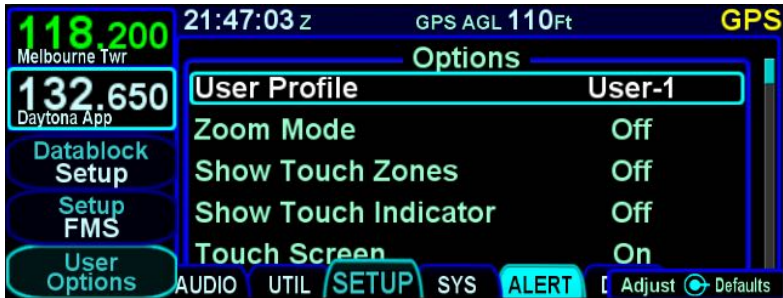 118.200
Melbourne Twr
132.650
Daytona App
Datablock
Setup
Setup
FMS
User
Options
21:47:03 Z GPS AGL 110Ft GPS
Options
User Profile User-1
Zoom Mode Off
Show Touch Zones Off
Show Touch Indicator Off
Touch Screen On
AUDIO UTIL SETUP SYS ALERT Adjust Defaults